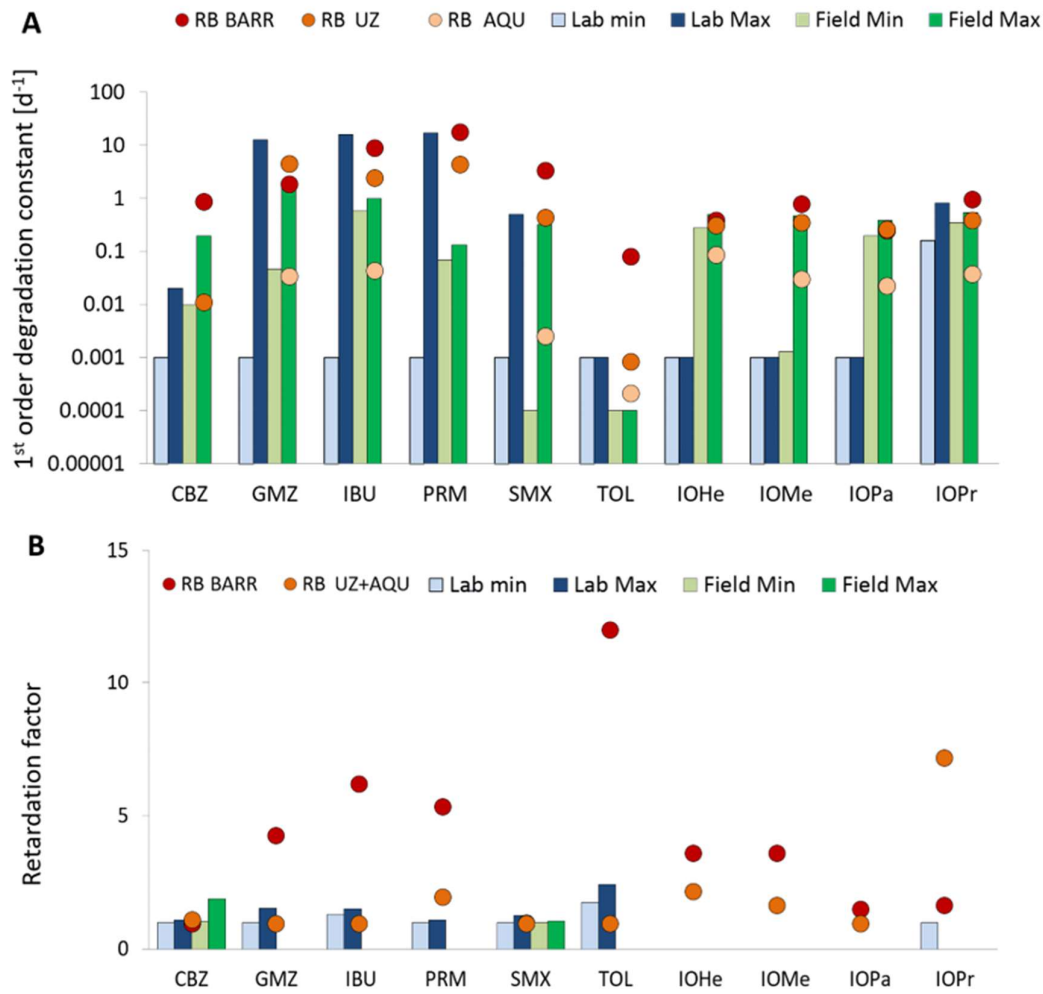 A
RB BARR RB UZ RB AQU Lab min Lab Max Field Min Field Max
1st order degradation constant [d-1]
100
10
1
0.1
0.01
0.001
0.0001
0.00001
CBZ GMZ IBU PRM SMX TOL IOHe IOMe IOPa IOPr
B
15
RB BARR RB UZ+AQU Lab min Lab Max Field Min Field Max
Retardation factor
10
5
0
CBZ GMZ IBU PRM SMX TOL IOHe IOMe IOPa IOPr